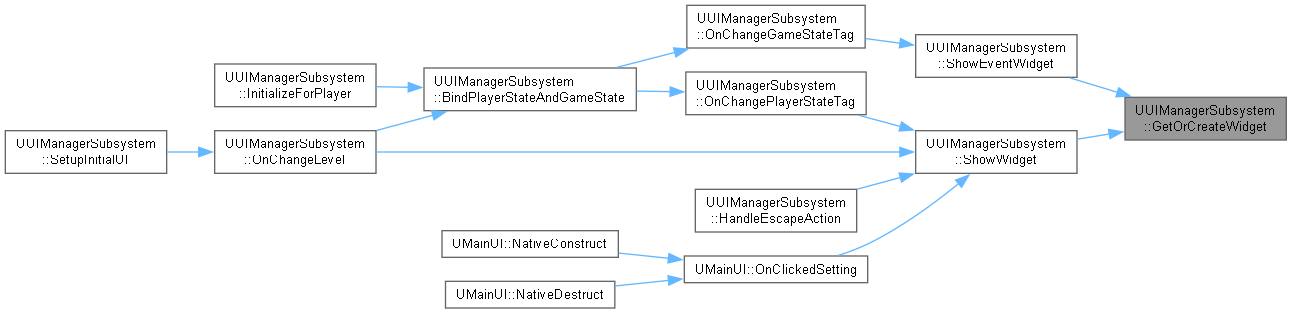 UUIManagerSubsystem
::OnChangeGameStateTag
UUIManagerSubsystem
::ShowEventWidget
UUIManagerSubsystem
::InitializeForPlayer
UUIManagerSubsystem
::BindPlayerStateAndGameState
UUIManagerSubsystem
::OnChangePlayerStateTag
UUIManagerSubsystem
::GetOrCreateWidget
UUIManagerSubsystem
::SetupInitialUI
UUIManagerSubsystem
::OnChangeLevel
UUIManagerSubsystem
::ShowWidget
UUIManagerSubsystem
::HandleEscapeAction
UMainUI::NativeConstruct
UMainUI::OnClickedSetting
UMainUI::NativeDestruct